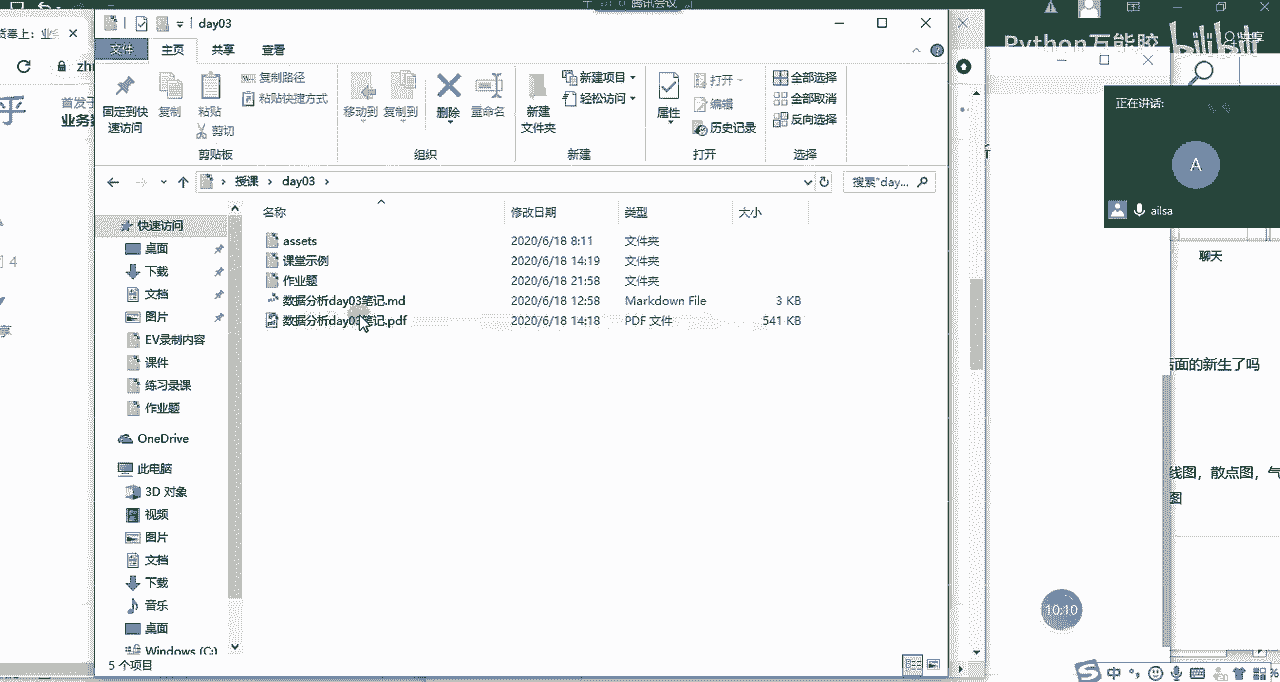 腾讯会议
day03
Python万能胶 bilibili
文件 主页 共享 查看
固定到快速访问
复制
粘贴
复制路径
粘贴快捷方式
剪切
剪贴板
移动到 复制到 删除 重命名
组织
新建文件夹
新建项目
轻松访问
新建
属性
打开
编辑
历史记录
打开
全部选择
全部取消
反向选择
选择
授课 › day03 ›
搜索"day...
名称 修改日期 类型 大小
assets 2020/6/18 8:11 文件夹
课堂示例 2020/6/18 14:19 文件夹
作业题 2020/6/18 21:58 文件夹
数据分析day03笔记.md 2020/6/18 12:58 Markdown File 3 KB
数据分析day03笔记.pdf 2020/6/18 14:18 PDF 文件 541 KB
快速访问
桌面
下载
文档
图片
EV录制内容
课件
练习录课
作业题
OneDrive
此电脑
3D 对象
视频
图片
文档
下载
音乐
桌面
Windows (C:)
5 个项目
正在讲话:
A
ailsa
聊天
后面的新生了吗
线图，散点图，气
图
10:10
中
首发于
zh
乎